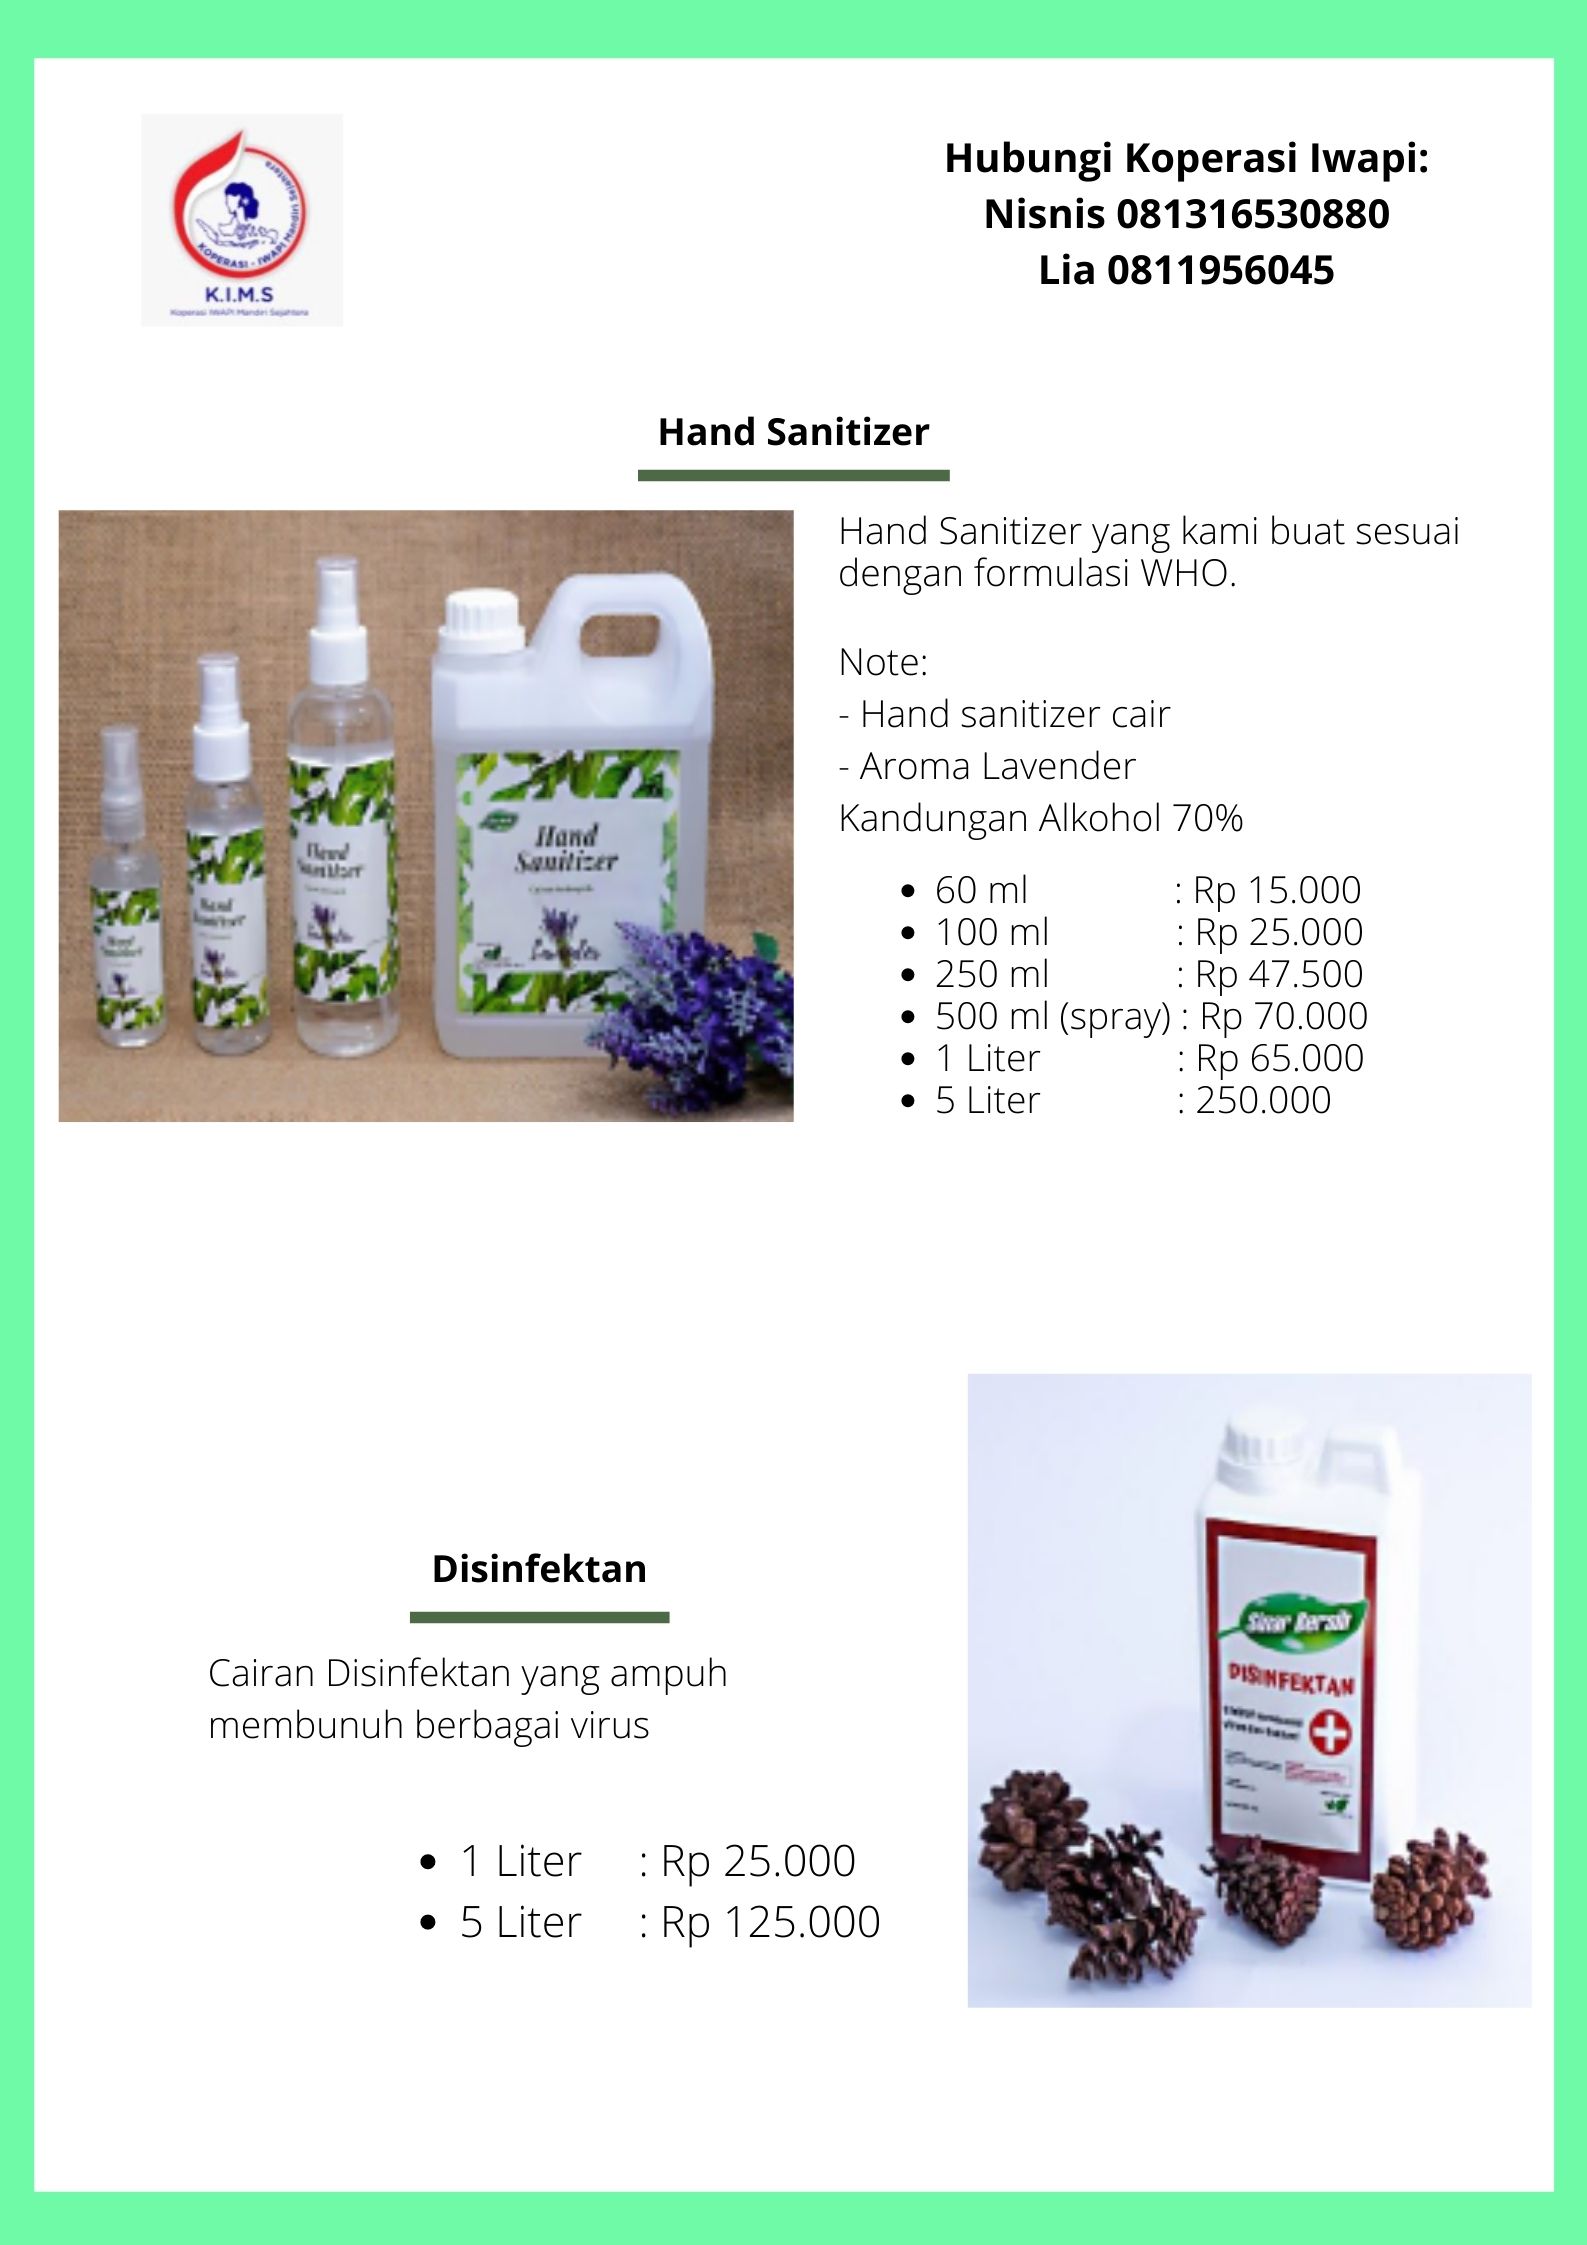 KOPERASI - IWAPI Mandiri Sejahtera
K.I.M.S
Koperasi IWAPI Mandiri Sejahtera
Hubungi Koperasi Iwapi:
Nisnis 081316530880
Lia 0811956045
Hand Sanitizer
Hand
Sanitizer
Hand
Sanitizer
Hand
Sanitizer
Hand
Sanitizer
Lavender
Hand Sanitizer yang kami buat sesuai
dengan formulasi WHO.
Note:
- Hand sanitizer cair
- Aroma Lavender
Kandungan Alkohol 70%
• 60 ml : Rp 15.000
• 100 ml : Rp 25.000
• 250 ml : Rp 47.500
• 500 ml (spray) : Rp 70.000
• 1 Liter : Rp 65.000
• 5 Liter : 250.000
Disinfektan
Cairan Disinfektan yang ampuh
membunuh berbagai virus
• 1 Liter : Rp 25.000
• 5 Liter : Rp 125.000
Sinar Bersih
DISINFEKTAN